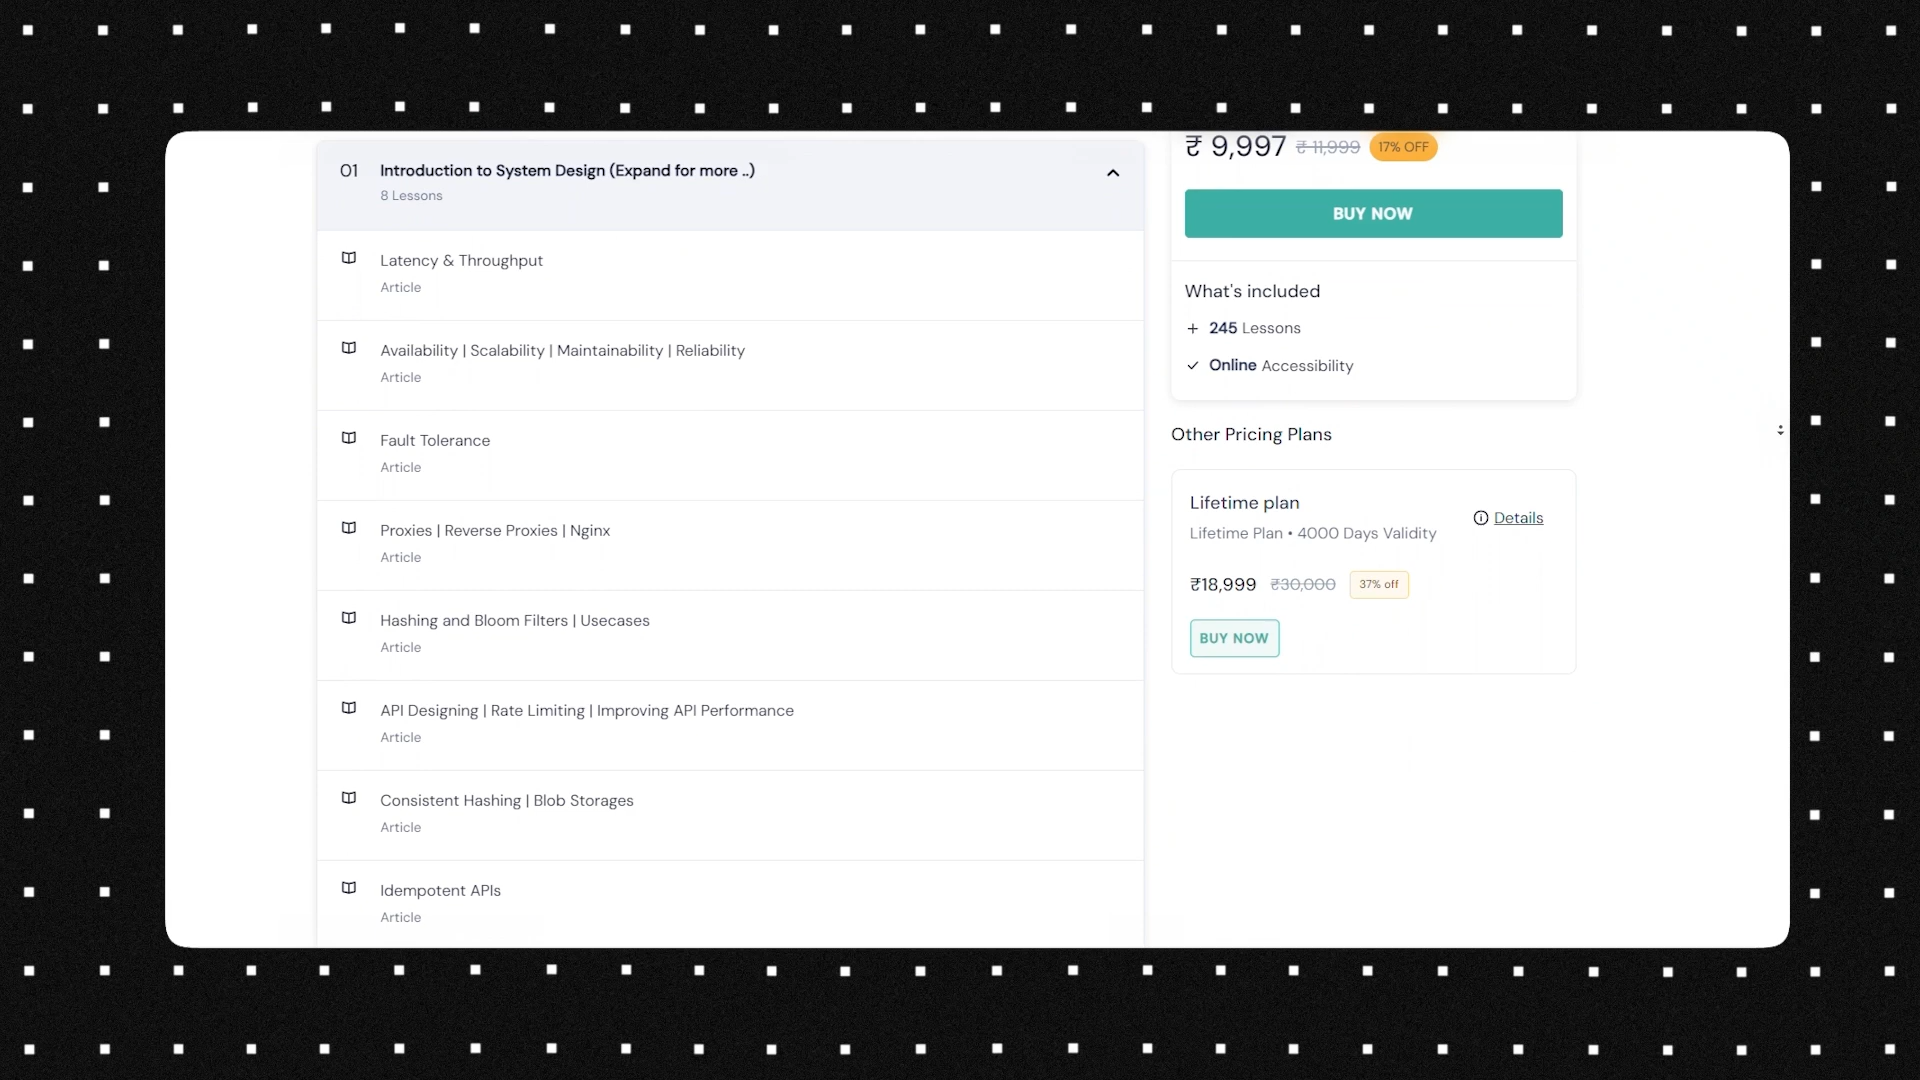 01 Introduction to System Design (Expand for more ..)
8 Lessons
Latency & Throughput
Article
Availability | Scalability | Maintainability | Reliability
Article
Fault Tolerance
Article
Proxies | Reverse Proxies | Nginx
Article
Hashing and Bloom Filters | Usecases
Article
API Designing | Rate Limiting | Improving API Performance
Article
Consistent Hashing | Blob Storages
Article
Idempotent APIs
Article
₹ 9,997 ₹ 11,999 17% OFF
BUY NOW
What's included
+ 245 Lessons
Online Accessibility
Other Pricing Plans
Lifetime plan
Lifetime Plan • 4000 Days Validity
Details
₹18,999 ₹30,000 37% off
BUY NOW